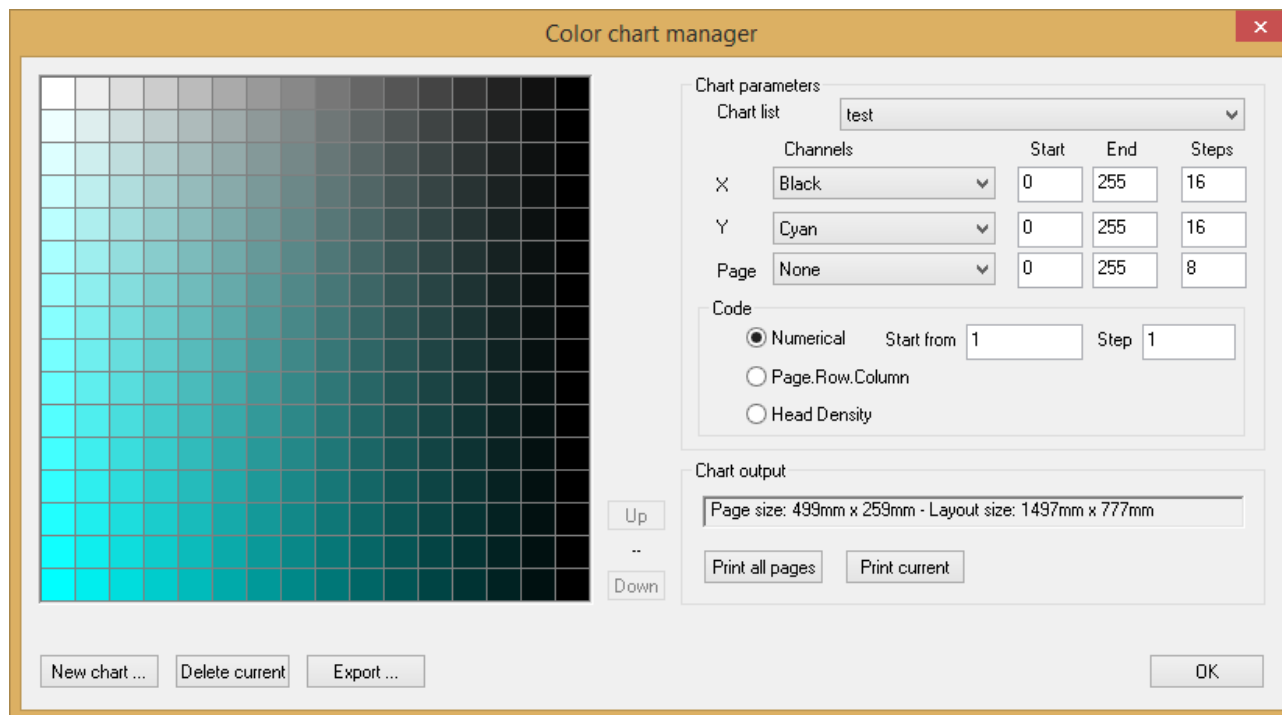 Color chart manager
Chart parameters
Chart list test
Channels Start End Steps
X Black 0 255 16
Y Cyan 0 255 16
Page None 0 255 8
Code
Numerical Start from 1 Step 1
Page.Row.Column
Head Density
Chart output
Page size: 499mm x 259mm - Layout size: 1497mm x 777mm
Up
--
Down
Print all pages Print current
New chart ... Delete current Export ... OK